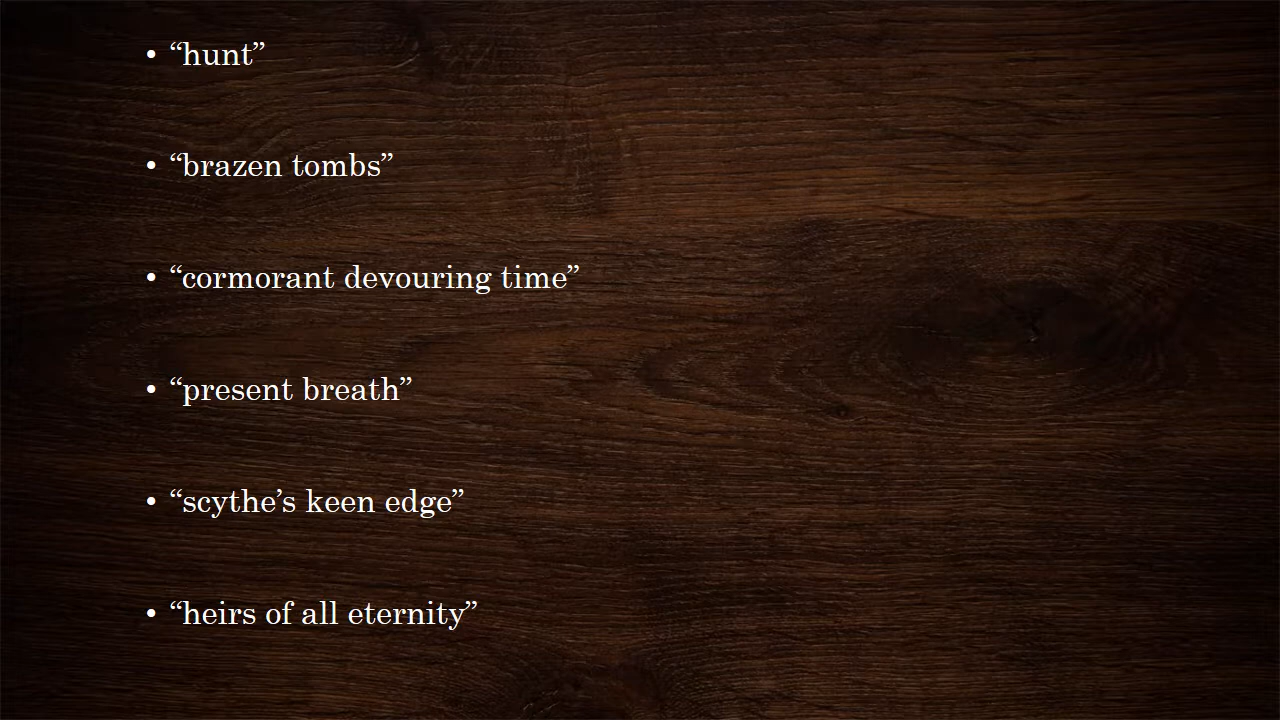 • “hunt”
• “brazen tombs”
• “cormorant devouring time”
• “present breath”
• “scythe’s keen edge”
• “heirs of all eternity”